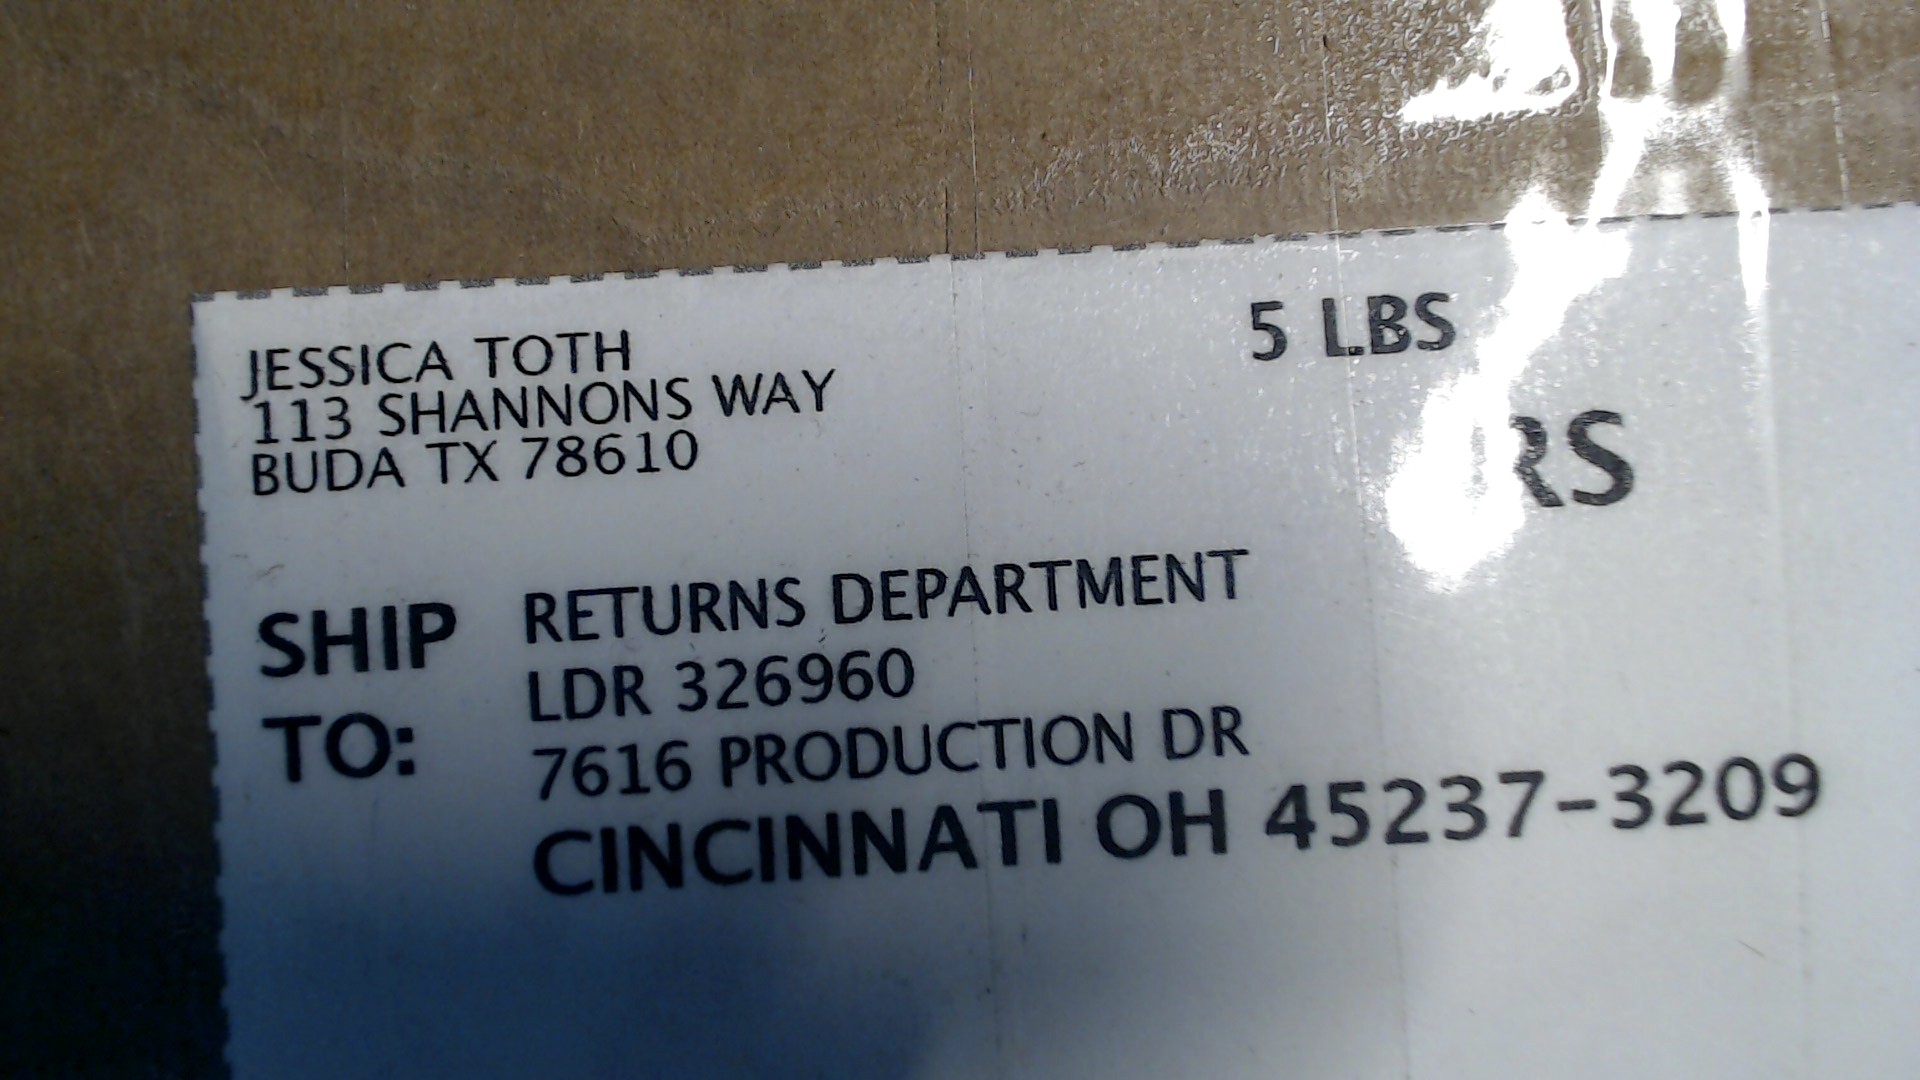 JESSICA TOTH
113 SHANNONS WAY
BUDA TX 78610
5 LBS
RS
SHIP TO:
RETURNS DEPARTMENT
LDR 326960
7616 PRODUCTION DR
CINCINNATI OH 45237-3209